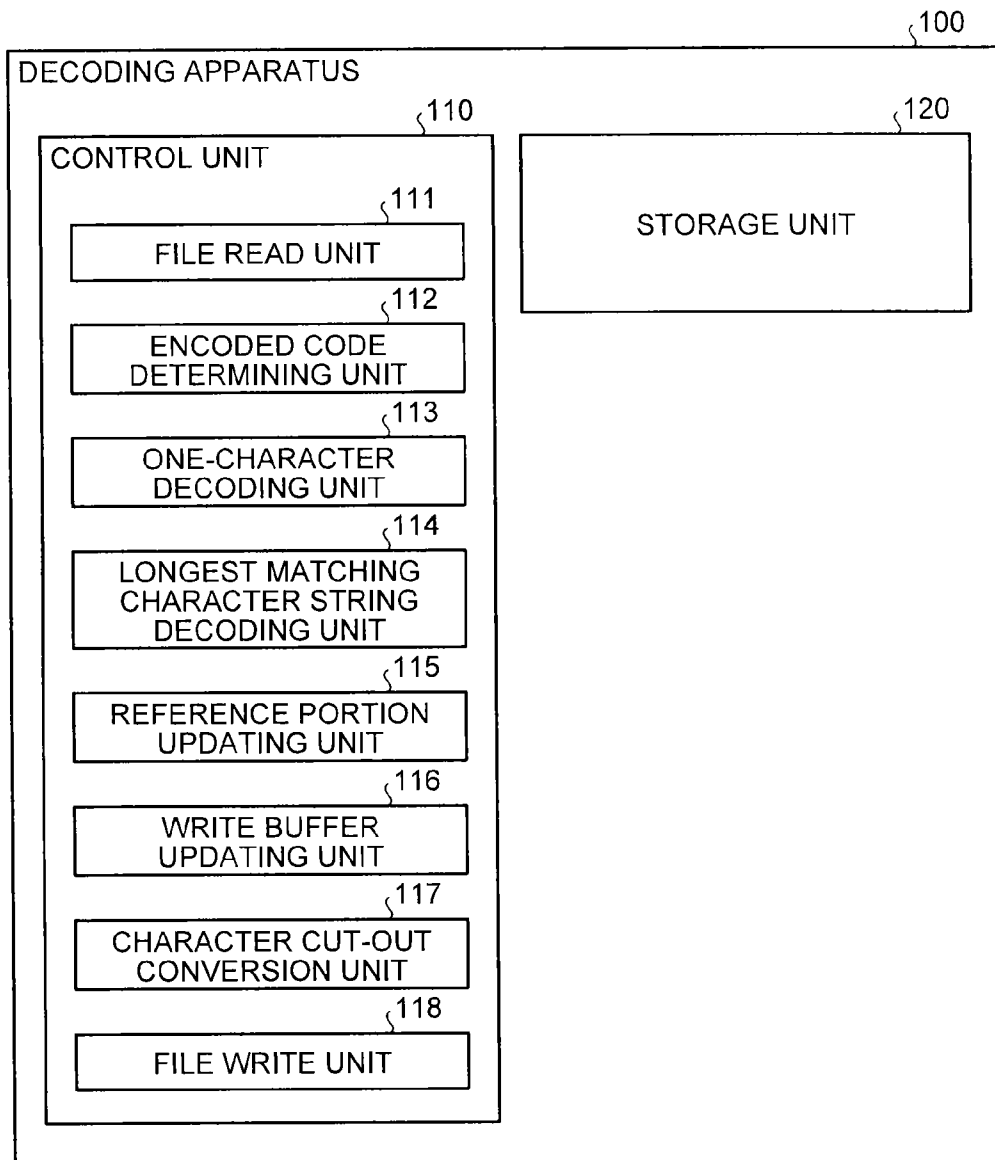 100
DECODING APPARATUS
110
120
CONTROL UNIT
STORAGE UNIT
111
FILE READ UNIT
112
ENCODED CODE
DETERMINING UNIT
113
ONE-CHARACTER
DECODING UNIT
114
LONGEST MATCHING
CHARACTER STRING
DECODING UNIT
115
REFERENCE PORTION
UPDATING UNIT
116
WRITE BUFFER
UPDATING UNIT
117
CHARACTER CUT-OUT
CONVERSION UNIT
118
FILE WRITE UNIT